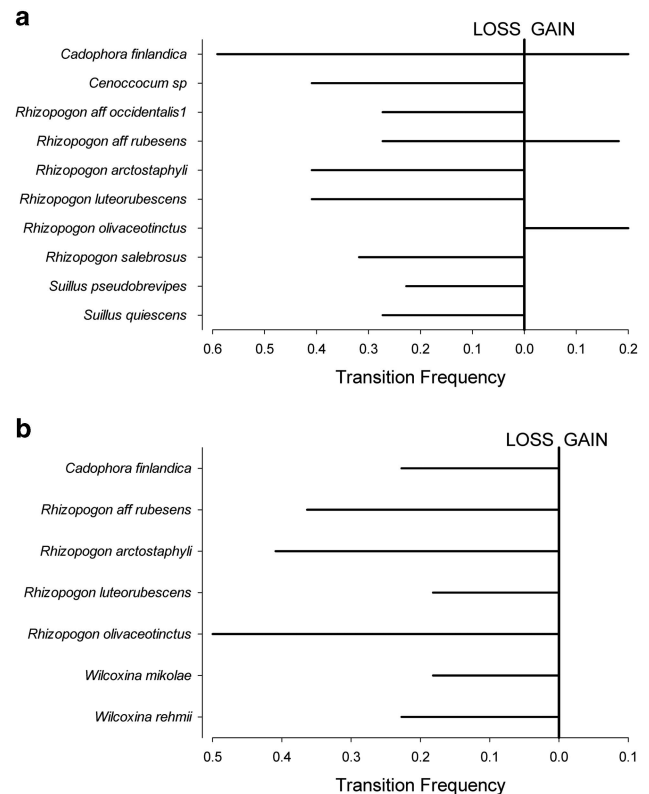 a
LOSS GAIN
Cadophora finlandica
Cenoccocum sp
Rhizopogon aff occidentalis1
Rhizopogon aff rubesens
Rhizopogon arctostaphyli
Rhizopogon luteorubescens
Rhizopogon olivaceotinctus
Rhizopogon salebrosus
Suillus pseudobrevipes
Suillus quiescens
0.6 0.5 0.4 0.3 0.2 0.1 0.0 0.1 0.2
Transition Frequency
b
LOSS GAIN
Cadophora finlandica
Rhizopogon aff rubesens
Rhizopogon arctostaphyli
Rhizopogon luteorubescens
Rhizopogon olivaceotinctus
Wilcoxina mikolae
Wilcoxina rehmii
0.5 0.4 0.3 0.2 0.1 0.0 0.1
Transition Frequency